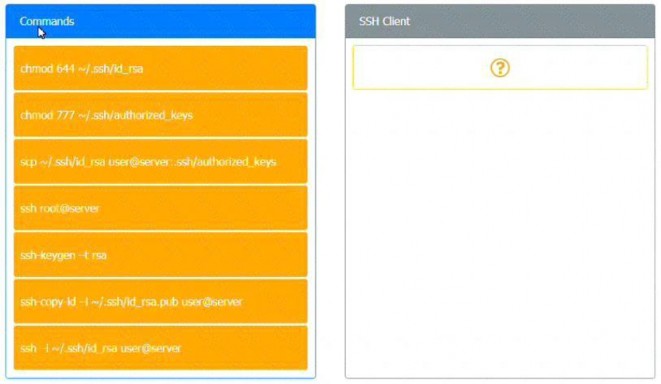 Commands
chmod 644 ~/.ssh/id_rsa
chmod 777 ~/.ssh/authorized_keys
scp ~/.ssh/id_rsa user@server:.ssh/authorized_keys
ssh root@server
ssh-keygen -t rsa
ssh-copy-id -i ~/.ssh/id_rsa.pub user@server
ssh -i ~/.ssh/id_rsa user@server
SSH Client
?